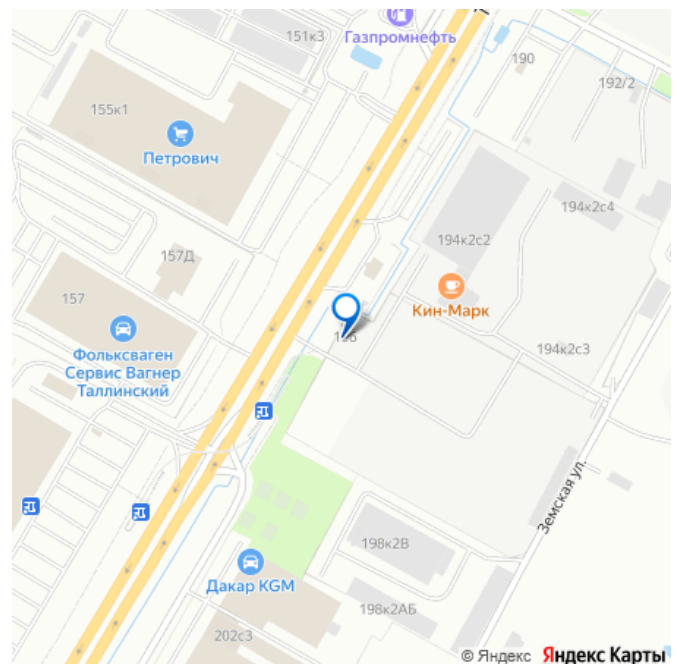 151к3
Газпромнефть
190
192/2
155к1
Петрович
194к2с4
194к2с2
157Д
157
Кин-Марк
Фольксваген
Сервис Вагнер
Таллинский
194к2с3
Земская ул.
198к2В
Дакар KGM
198к2АБ
202с3
© Яндекс Яндекс Карты